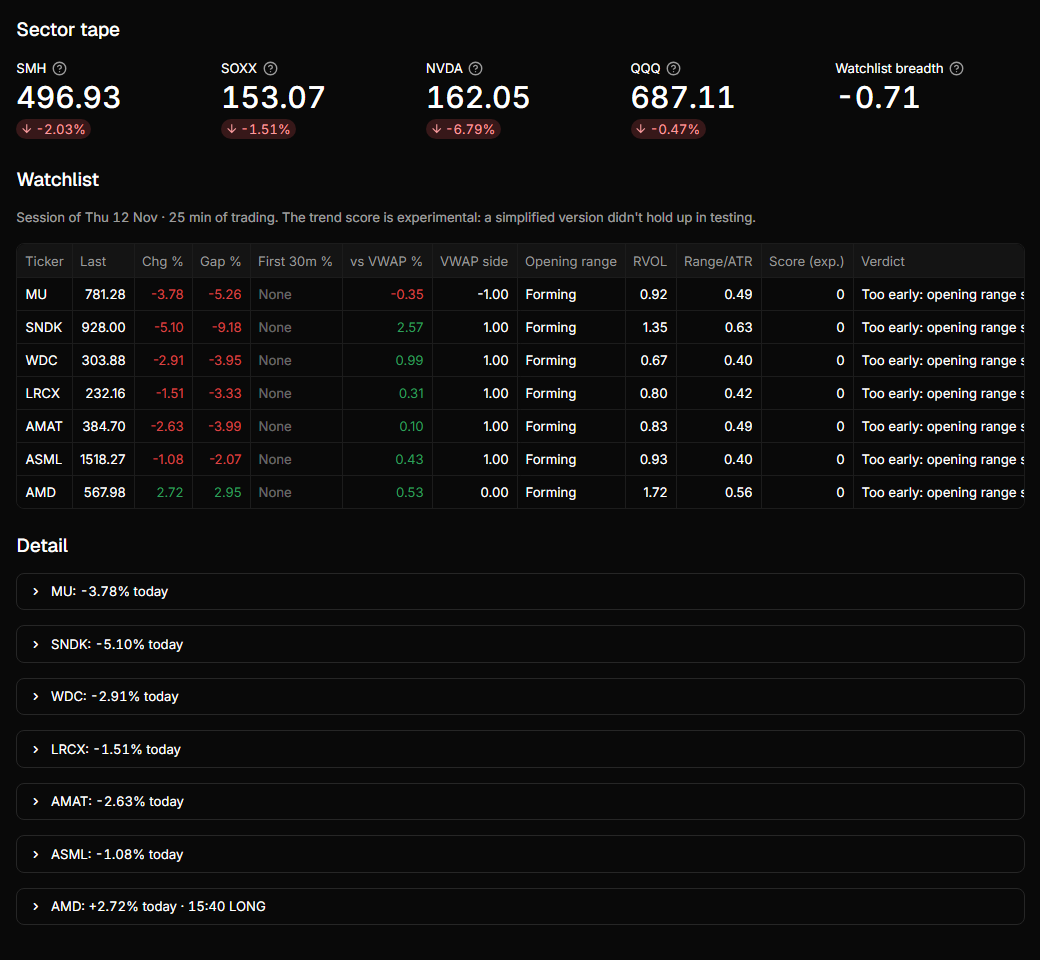 Sector tape
SMH SOXX NVDA QQQ Watchlist breadth
496.93 153.07 162.05 687.11 -0.71
↓ -2.03% ↓ -1.51% ↓ -6.79% ↓ -0.47%
Watchlist
Session of Thu 12 Nov · 25 min of trading. The trend score is experimental: a simplified version didn't hold up in testing.
Ticker Last Chg % Gap % First 30m % vs VWAP % VWAP side Opening range RVOL Range/ATR Score (exp.) Verdict
MU 781.28 -3.78 -5.26 None -0.35 -1.00 Forming 0.92 0.49 0 Too early: opening range s
SNDK 928.00 -5.10 -9.18 None 2.57 1.00 Forming 1.35 0.63 0 Too early: opening range s
WDC 303.88 -2.91 -3.95 None 0.99 1.00 Forming 0.67 0.40 0 Too early: opening range s
LRCX 232.16 -1.51 -3.33 None 0.31 1.00 Forming 0.80 0.42 0 Too early: opening range s
AMAT 384.70 -2.63 -3.99 None 0.10 1.00 Forming 0.83 0.49 0 Too early: opening range s
ASML 1518.27 -1.08 -2.07 None 0.43 1.00 Forming 0.93 0.40 0 Too early: opening range s
AMD 567.98 2.72 2.95 None 0.53 0.00 Forming 1.72 0.56 0 Too early: opening range s
Detail
MU: -3.78% today
SNDK: -5.10% today
WDC: -2.91% today
LRCX: -1.51% today
AMAT: -2.63% today
ASML: -1.08% today
AMD: +2.72% today · 15:40 LONG